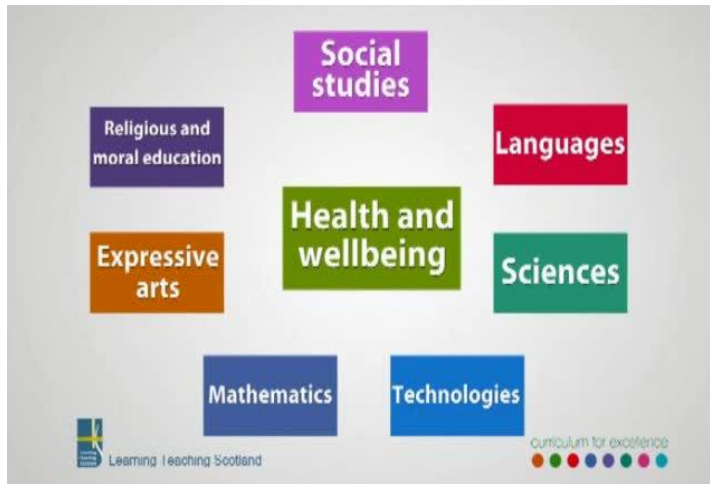 Social
studies
Religious and
moral education
Languages
Health and
wellbeing
Expressive
arts
Sciences
Mathematics
Technologies
Learning Teaching Scotland
curriculum for excellence